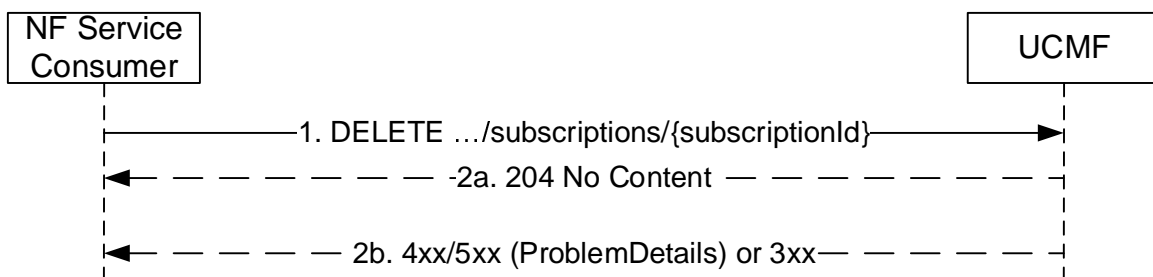 NF Service
Consumer
UCMF
1. DELETE …/subscriptions/{subscriptionId}
2a. 204 No Content
2b. 4xx/5xx (ProblemDetails) or 3xx